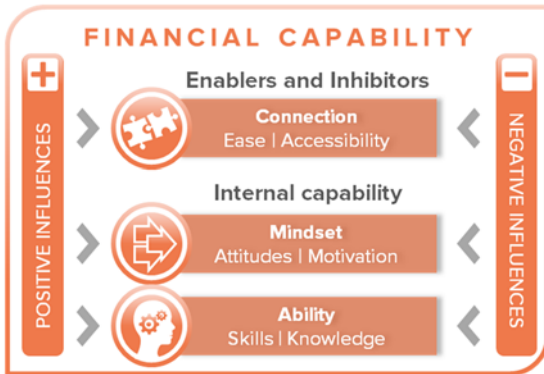 FINANCIAL CAPABILITY
+
POSITIVE INFLUENCES
Enablers and Inhibitors
Connection
Ease | Accessibility
Internal capability
Mindset
Attitudes | Motivation
Ability
Skills | Knowledge
−
NEGATIVE INFLUENCES